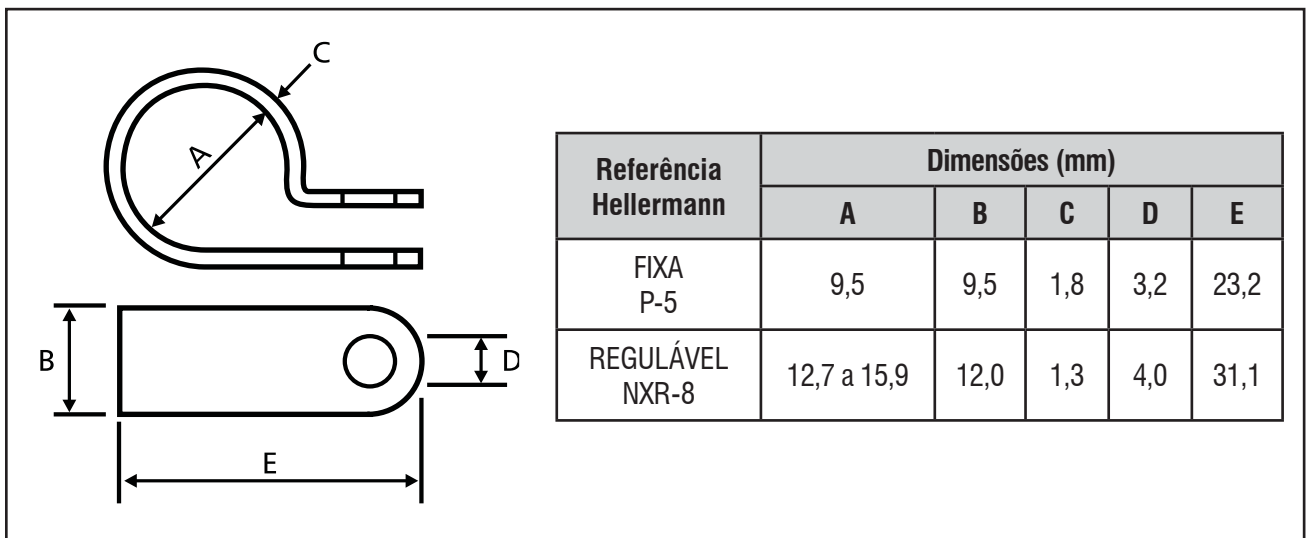 C
A
B
D
E
Referência Hellermann
Dimensões (mm)
A B C D E
FIXA P-5
9,5 9,5 1,8 3,2 23,2
REGULÁVEL NXR-8
12,7 a 15,9 12,0 1,3 4,0 31,1